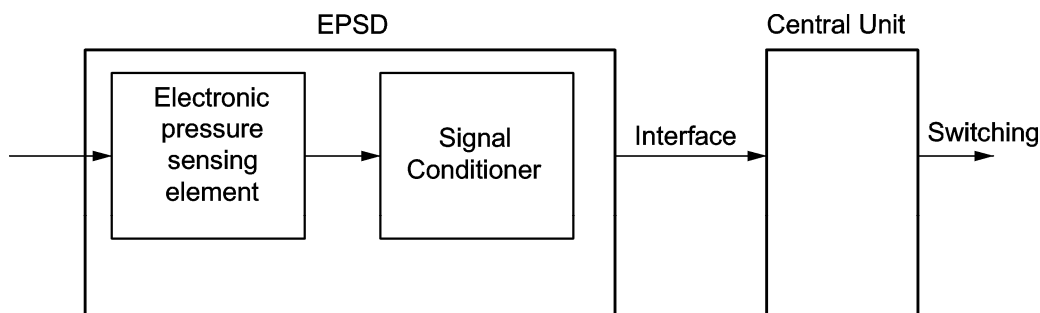 EPSD
Central Unit
Electronic
pressure
sensing
element
Signal
Conditioner
Interface
Switching